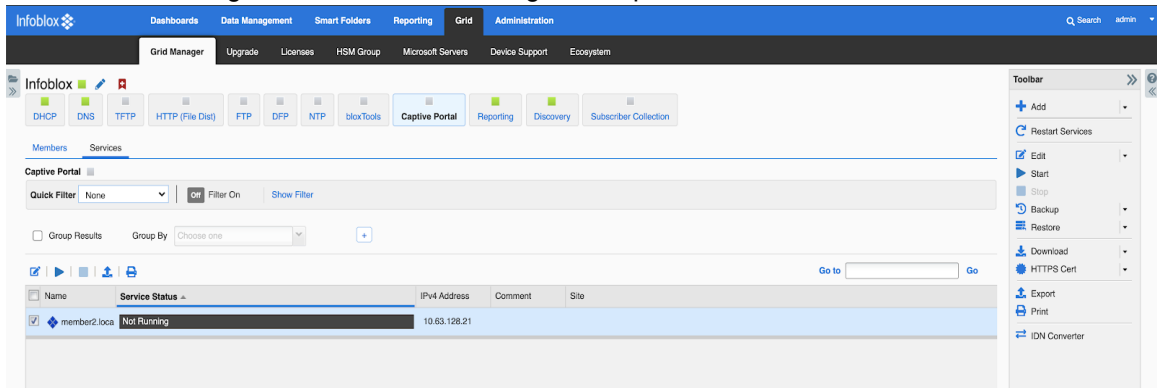 Infoblox Dashboards Data Management Smart Folders Reporting Grid Administration Search admin
Grid Manager Upgrade Licenses HSM Group Microsoft Servers Device Support Ecosystem
Infoblox
DHCP DNS TFTP HTTP (File Dist) FTP DFP NTP bloxTools Captive Portal Reporting Discovery Subscriber Collection
Members Services
Captive Portal
Quick Filter None Off Filter On Show Filter
Group Results Group By Choose one +
Go to Go
Name Service Status IPv4 Address Comment Site
member2.loca Not Running 10.63.128.21
Toolbar
Add
Restart Services
Edit
Start
Stop
Backup
Restore
Download
HTTPS Cert
Export
Print
IDN Converter